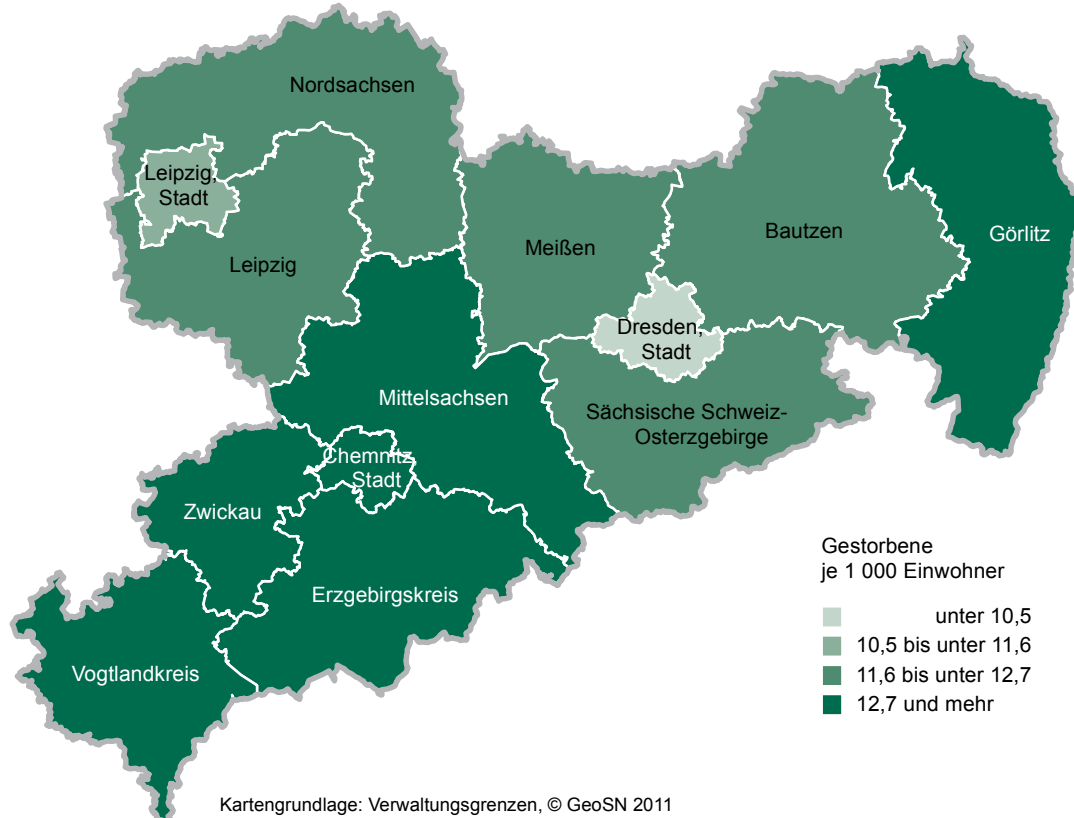 Nordsachsen
Leipzig,
Stadt
Leipzig
Meißen
Bautzen
Görlitz
Dresden,
Stadt
Mittelsachsen
Sächsische Schweiz-
Osterzgebirge
Chemnitz,
Stadt
Zwickau
Erzgebirgskreis
Vogtlandkreis
Gestorbene
je 1 000 Einwohner
unter 10,5
10,5 bis unter 11,6
11,6 bis unter 12,7
12,7 und mehr
Kartengrundlage: Verwaltungsgrenzen, © GeoSN 2011